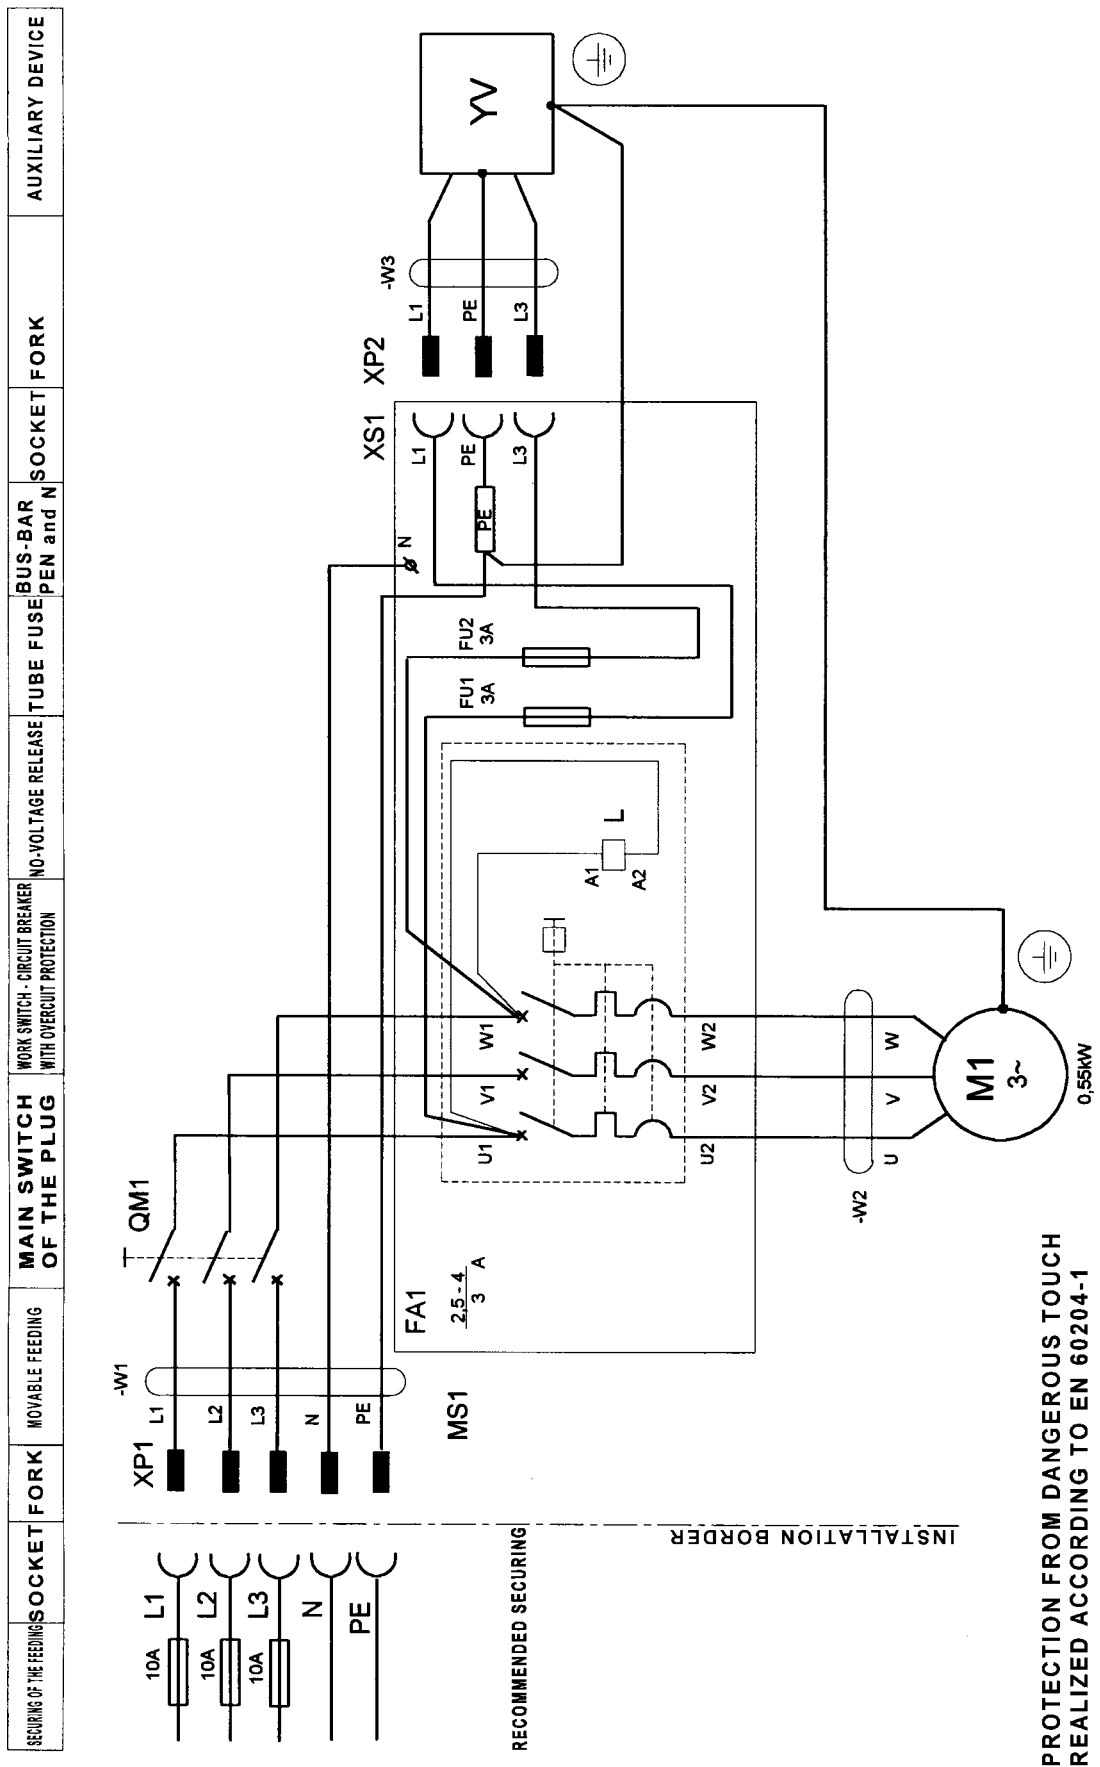 SECURING OF THE FEEDING
SOCKET
FORK
MOVABLE FEEDING
MAIN SWITCH
OF THE PLUG
WORK SWITCH - CIRCUIT BREAKER
WITH OVERCUIT PROTECTION
NO-VOLTAGE RELEASE
TUBE FUSE
BUS-BAR
PEN and N
SOCKET
FORK
AUXILIARY DEVICE
10A
L1
10A
L2
10A
L3
N
PE
XP1
-W1
L1
L2
L3
N
PE
QM1
MS1
FA1
2,5 - 4
3
A
U1
V1
W1
U2
V2
W2
A1
A2
L
FU1
3A
FU2
3A
N
PE
XS1
L1
PE
L3
XP2
L1
PE
L3
-W3
YV
-W2
U
V
W
M1
3~
0,55kW
RECOMMENDED SECURING
INSTALLATION BORDER
PROTECTION FROM DANGEROUS TOUCH
REALIZED ACCORDING TO EN 60204-1